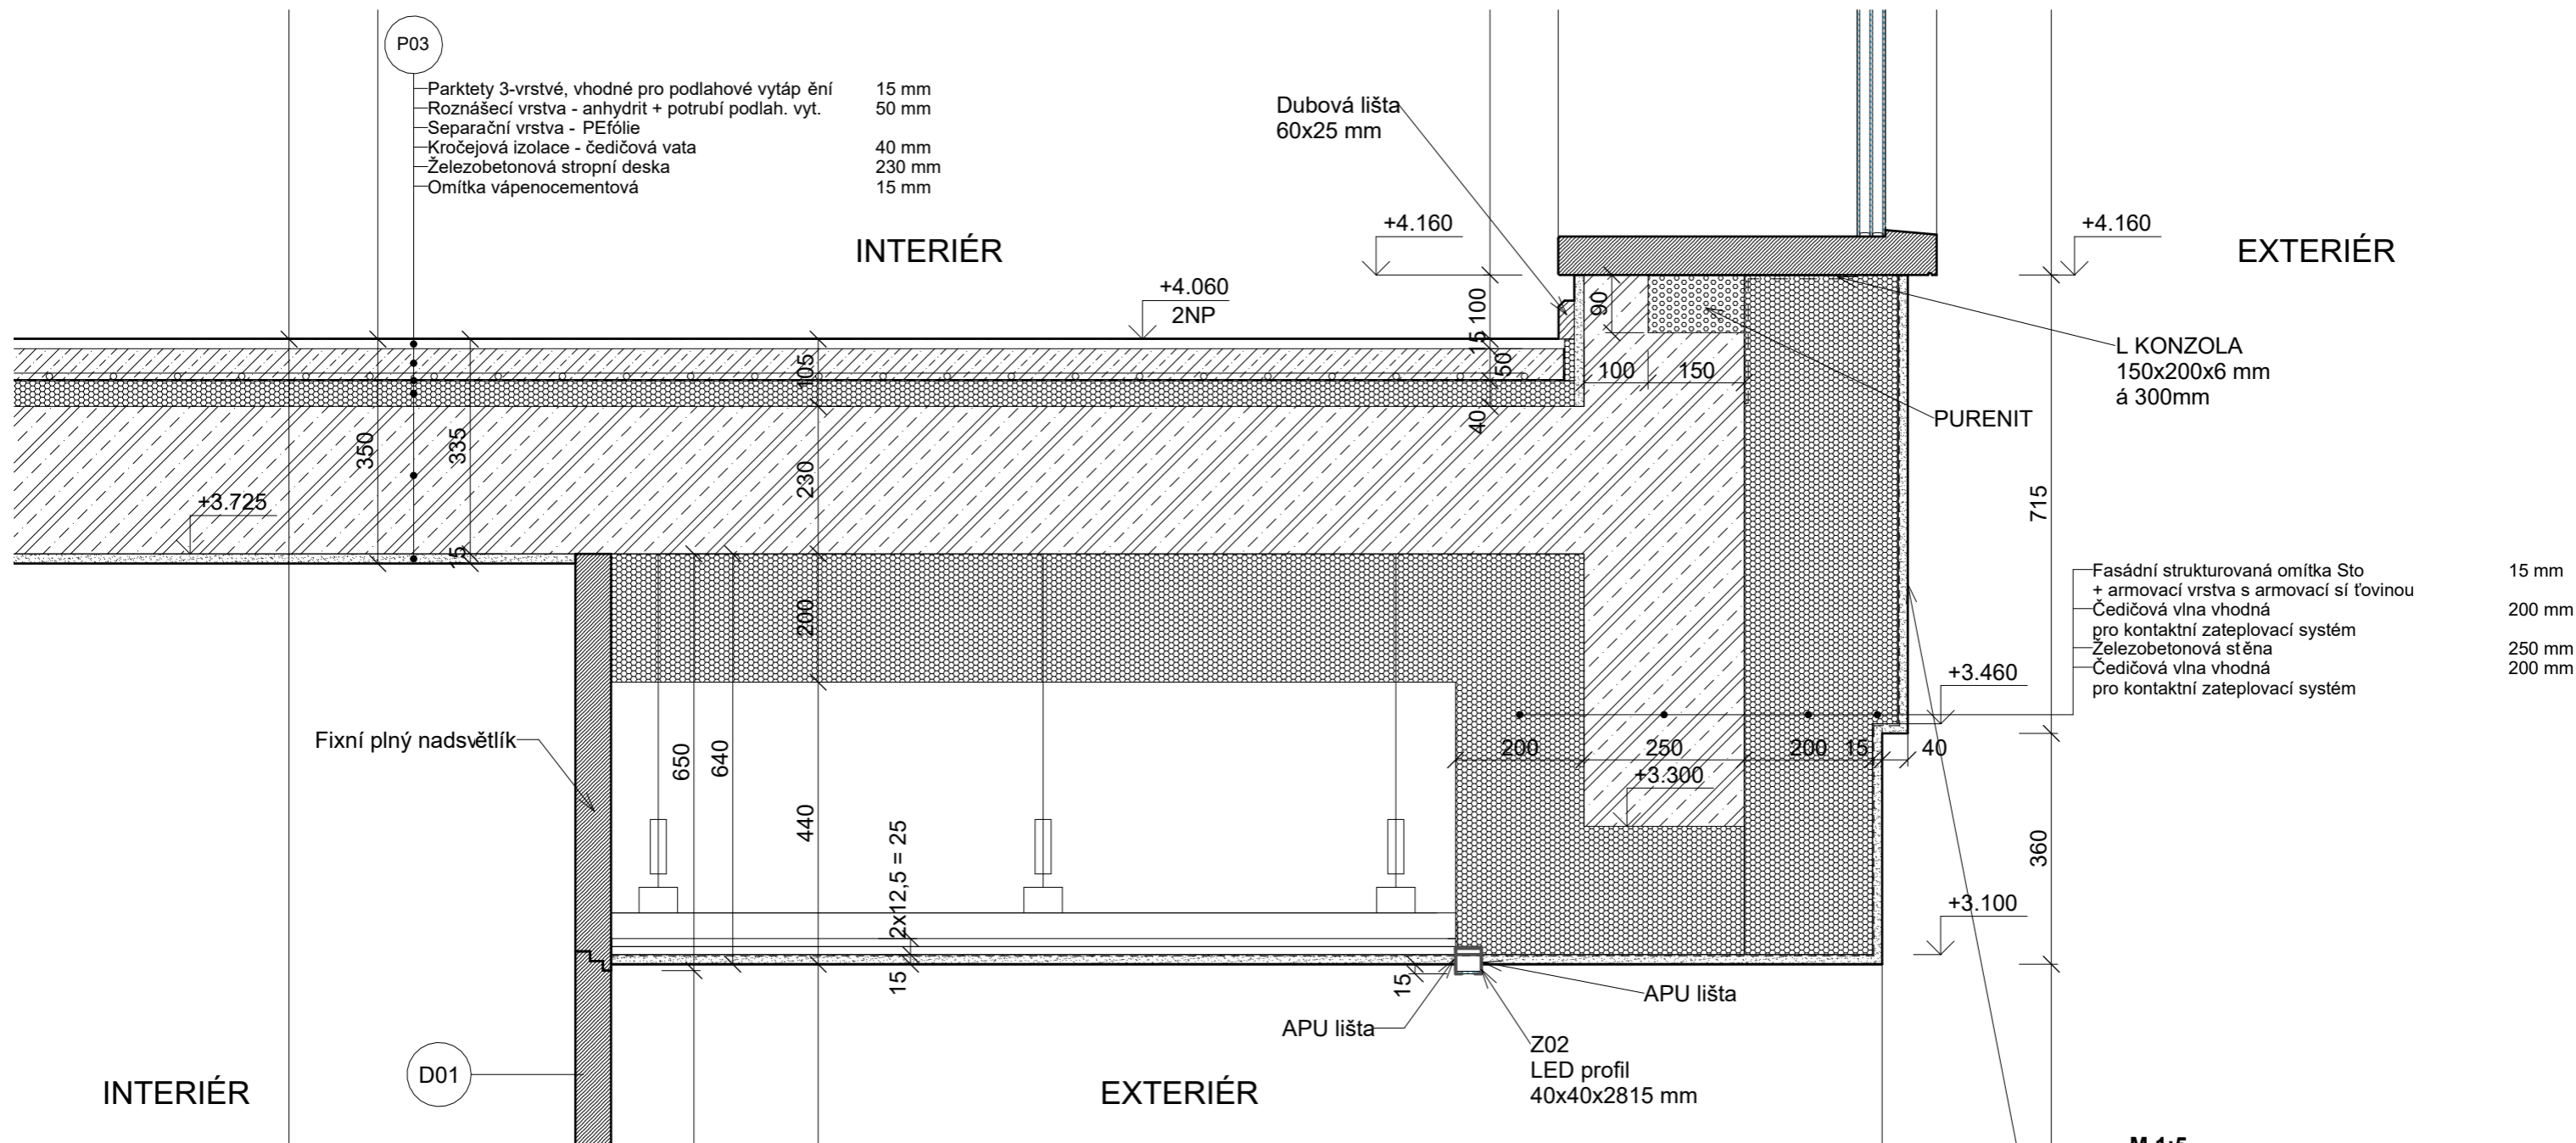 P03
Parktety 3-vrstvé, vhodné pro podlahové vytáp ění 15 mm
Roznášecí vrstva - anhydrit + potrubí podlah. vyt. 50 mm
Separační vrstva - PEfólie
Kročejová izolace - čedičová vata 40 mm
Železobetonová stropní deska 230 mm
Omítka vápenocementová 15 mm
Dubová lišta
60x25 mm
INTERIÉR
+4.160
+4.160
EXTERIÉR
+4.060
2NP
100
15
50
40
90
100
150
105
230
200
440
350
335
15
+3.725
L KONZOLA
150x200x6 mm
á 300mm
PURENIT
715
360
Fasádní strukturovaná omítka Sto 15 mm
+ armovací vrstva s armovací sí ťovinou
Čedičová vlna vhodná 200 mm
pro kontaktní zateplovací systém
Železobetonová stěna 250 mm
Čedičová vlna vhodná 200 mm
pro kontaktní zateplovací systém
+3.460
Fixní plný nadsvětlík
650
640
200
250
200
15
40
+3.300
2x12,5 = 25
15
15
+3.100
APU lišta
APU lišta
Z02
LED profil
40x40x2815 mm
D01
INTERIÉR
EXTERIÉR